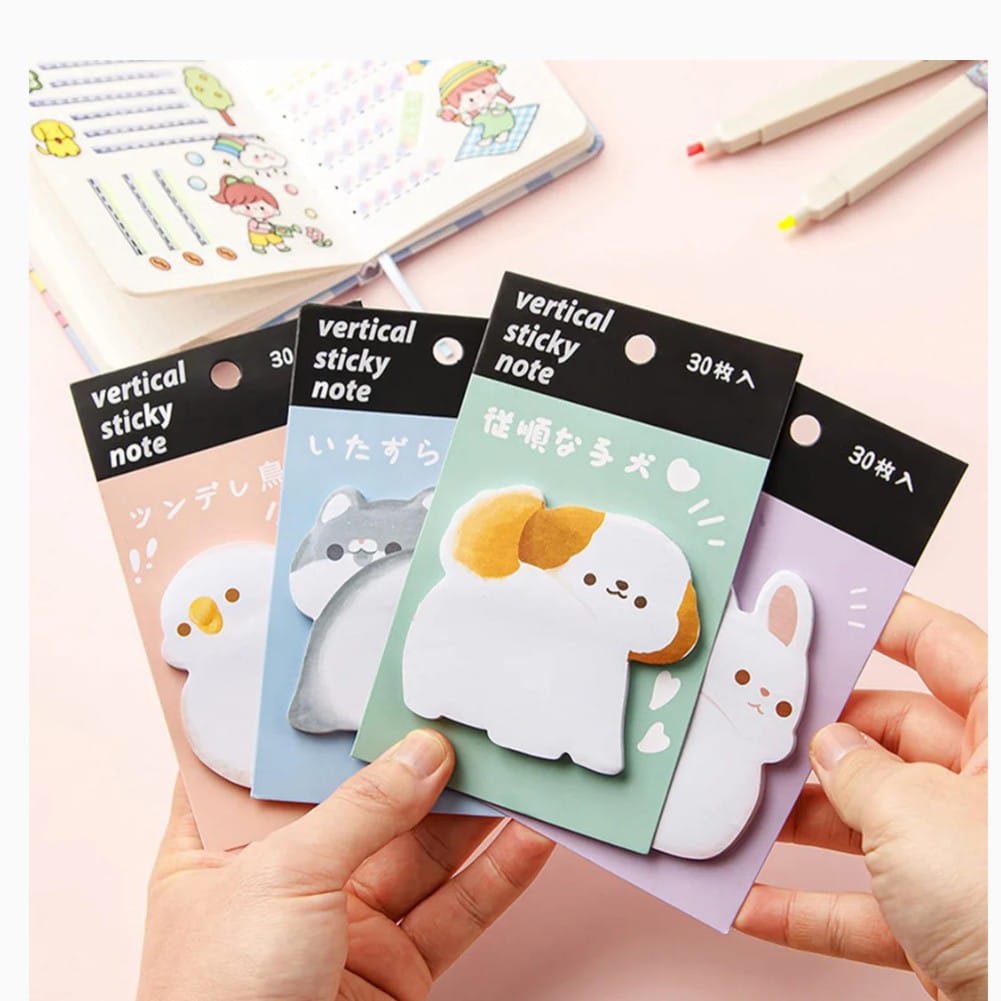 vertical
sticky
note
30
ツンデレ鳥
!!
vertical
sticky
note
いたずら
vertical
sticky
note
30枚入
従順な子犬
30枚入